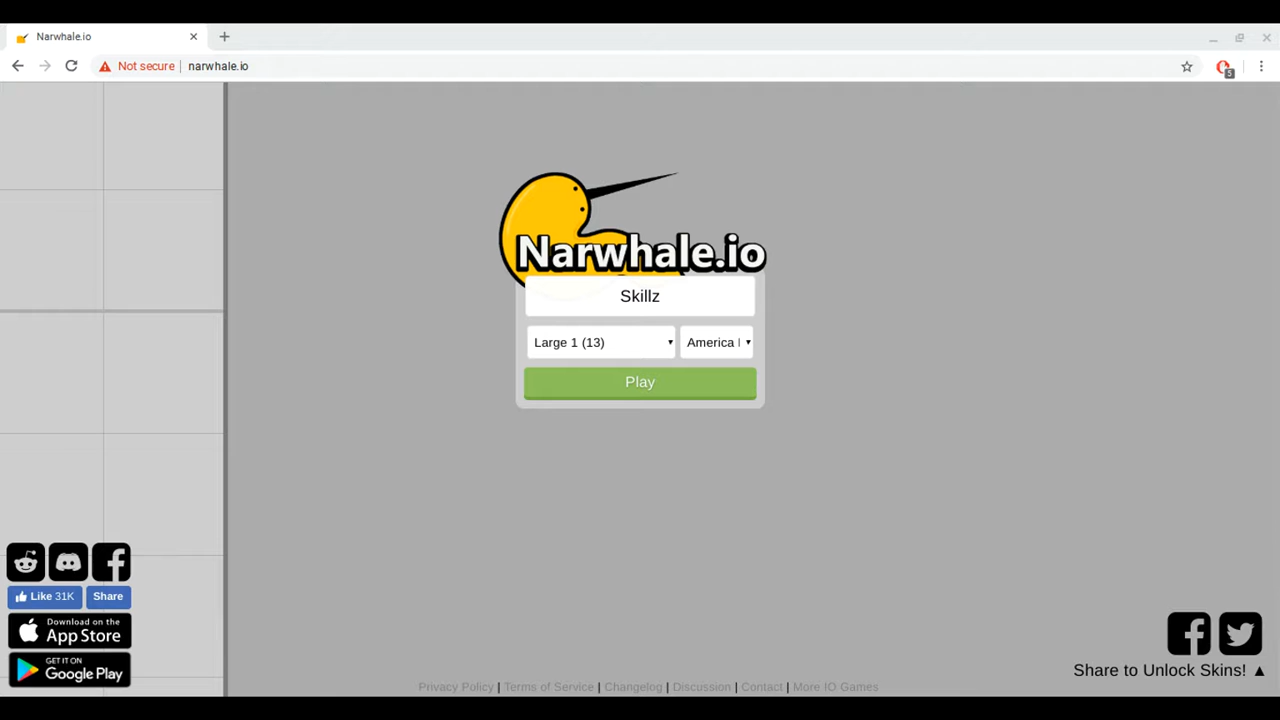 Narwhale.io
Not secure | narwhale.io
5
Narwhale.io
Skillz
Large 1 (13)
America
Play
Like 31K
Share
Download on the
App Store
GET IT ON
Google Play
Share to Unlock Skins! ▲
Privacy Policy | Terms of Service | Changelog | Discussion | Contact | More IO Games